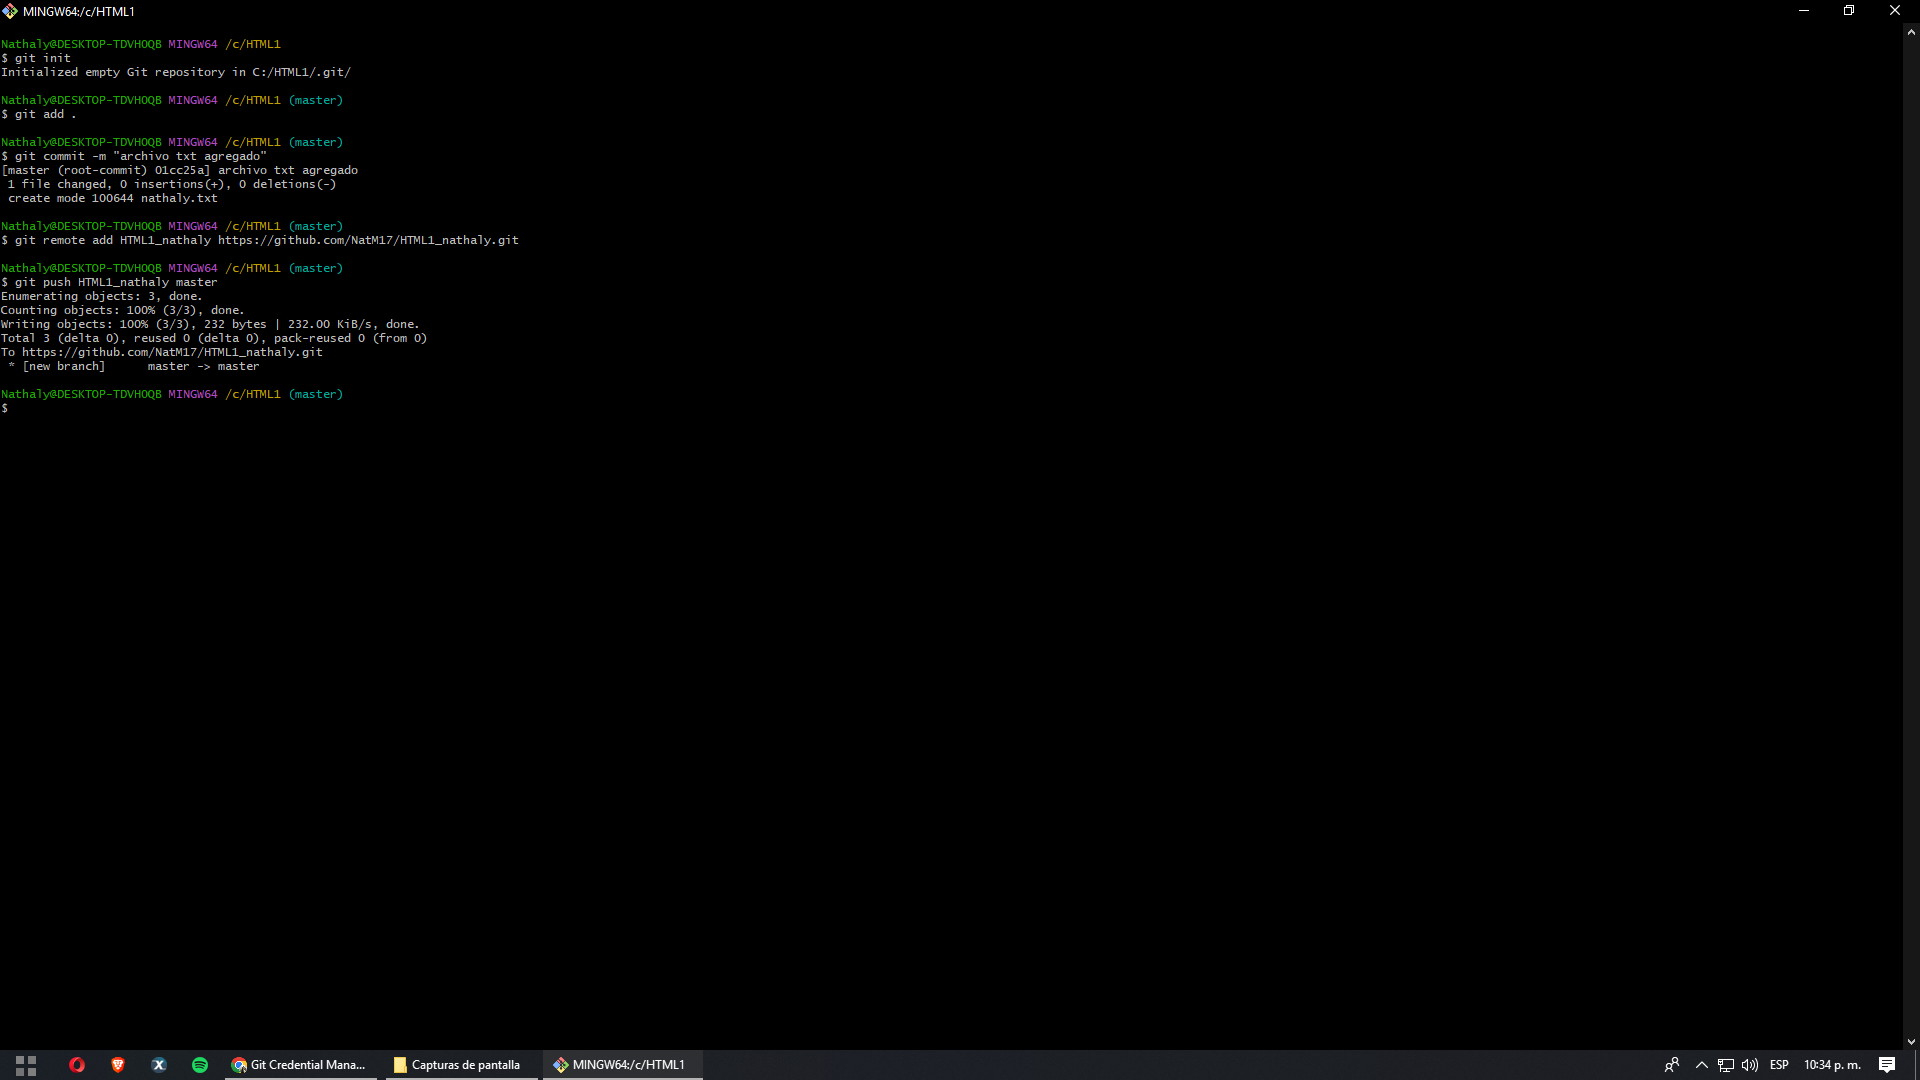 MINGW64:/c/HTML1
Nathaly@DESKTOP-TDVHOQB MINGW64 /c/HTML1
$ git init
Initialized empty Git repository in C:/HTML1/.git/
Nathaly@DESKTOP-TDVHOQB MINGW64 /c/HTML1 (master)
$ git add .
Nathaly@DESKTOP-TDVHOQB MINGW64 /c/HTML1 (master)
$ git commit -m "archivo txt agregado"
[master (root-commit) 01cc25a] archivo txt agregado
1 file changed, 0 insertions(+), 0 deletions(-)
create mode 100644 nathaly.txt
Nathaly@DESKTOP-TDVHOQB MINGW64 /c/HTML1 (master)
$ git remote add HTML1_nathaly https://github.com/NatM17/HTML1_nathaly.git
Nathaly@DESKTOP-TDVHOQB MINGW64 /c/HTML1 (master)
$ git push HTML1_nathaly master
Enumerating objects: 3, done.
Counting objects: 100% (3/3), done.
Writing objects: 100% (3/3), 232 bytes | 232.00 KiB/s, done.
Total 3 (delta 0), reused 0 (delta 0), pack-reused 0 (from 0)
To https://github.com/NatM17/HTML1_nathaly.git
* [new branch]      master -> master
Nathaly@DESKTOP-TDVHOQB MINGW64 /c/HTML1 (master)
$
Git Credential Mana...
Capturas de pantalla
MINGW64:/c/HTML1
ESP
10:34 p. m.